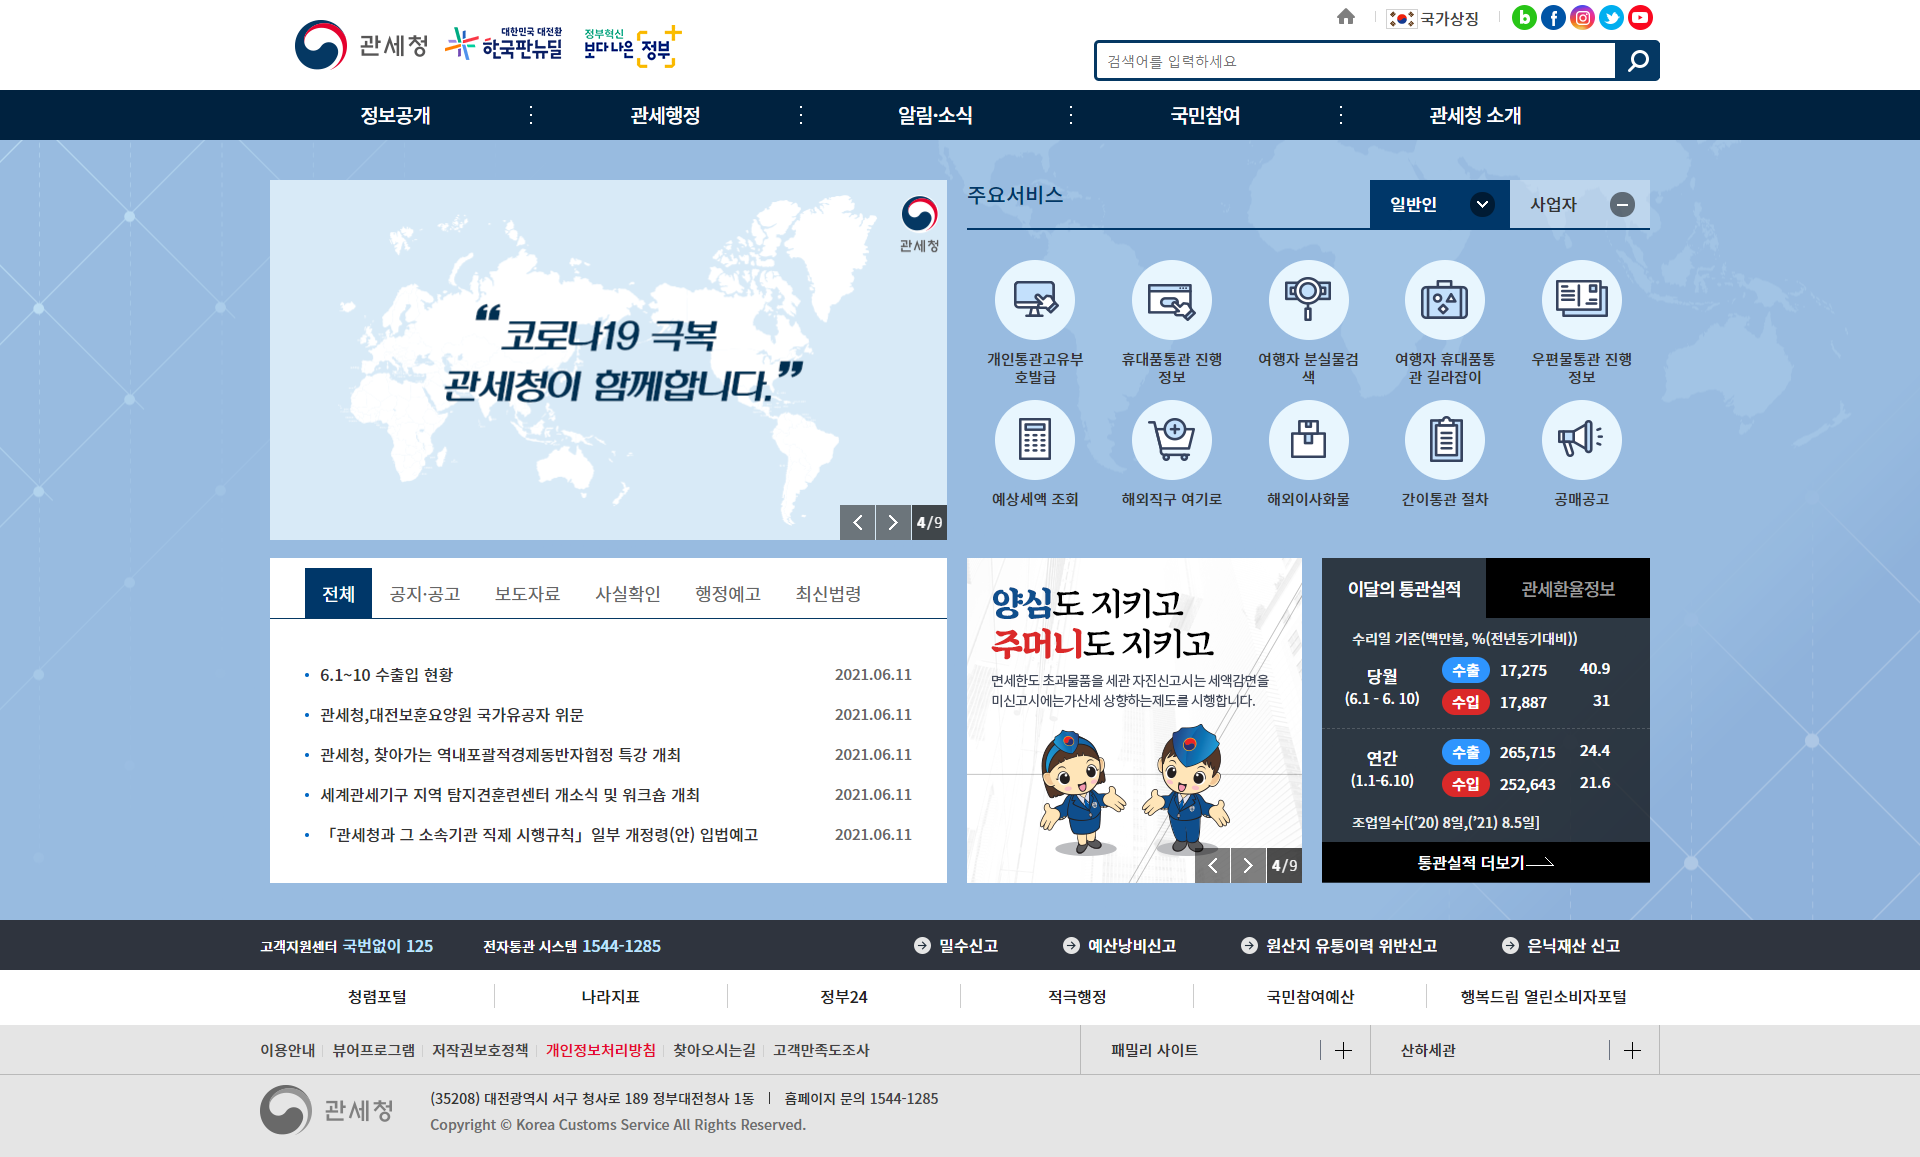 관세청
대한민국 대전환
한국판뉴딜
정부혁신
보다나은 정부
국가상징
검색어를 입력하세요
정보공개
관세행정
알림·소식
국민참여
관세청 소개
관세청
“코로나19 극복
관세청이 함께합니다.”
4/9
주요서비스
일반인
사업자
개인통관고유부
호발급
휴대품통관 진행
정보
여행자 분실물검
색
여행자 휴대품통
관 길라잡이
우편물통관 진행
정보
예상세액 조회
해외직구 여기로
해외이사화물
간이통관 절차
공매공고
전체
공지·공고
보도자료
사실확인
행정예고
최신법령
6.1~10 수출입 현황 2021.06.11
관세청,대전보훈요양원 국가유공자 위문 2021.06.11
관세청, 찾아가는 역내포괄적경제동반자협정 특강 개최 2021.06.11
세계관세기구 지역 탐지견훈련센터 개소식 및 워크숍 개최 2021.06.11
「관세청과 그 소속기관 직제 시행규칙」일부 개정령(안) 입법예고 2021.06.11
양심도 지키고
주머니도 지키고
면세한도 초과물품을 세관 자진신고시는 세액감면을
미신고시에는가산세 상향하는제도를 시행합니다.
4/9
이달의 통관실적
관세환율정보
수리일 기준(백만불, %(전년동기대비))
당월
(6.1 - 6. 10)
수출 17,275 40.9
수입 17,887 31
연간
(1.1-6.10)
수출 265,715 24.4
수입 252,643 21.6
조업일수[('20) 8일,('21) 8.5일]
통관실적 더보기
고객지원센터 국번없이 125
전자통관 시스템 1544-1285
밀수신고
예산낭비신고
원산지 유통이력 위반신고
은닉재산 신고
청렴포털
나라지표
정부24
적극행정
국민참여예산
행복드림 열린소비자포털
이용안내
뷰어프로그램
저작권보호정책
개인정보처리방침
찾아오시는길
고객만족도조사
패밀리 사이트
산하세관
관세청
(35208) 대전광역시 서구 청사로 189 정부대전청사 1동 | 홈페이지 문의 1544-1285
Copyright © Korea Customs Service All Rights Reserved.